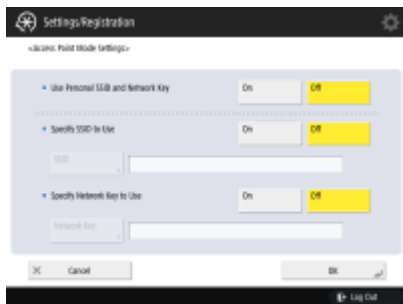 Settings/Registration
<Access Point Mode Settings>
Use Personal SSID and Network Key
On
Off
Specify SSID to Use
On
Off
SSID
Specify Network Key to Use
On
Off
Network Key
Cancel
OK
Log Out